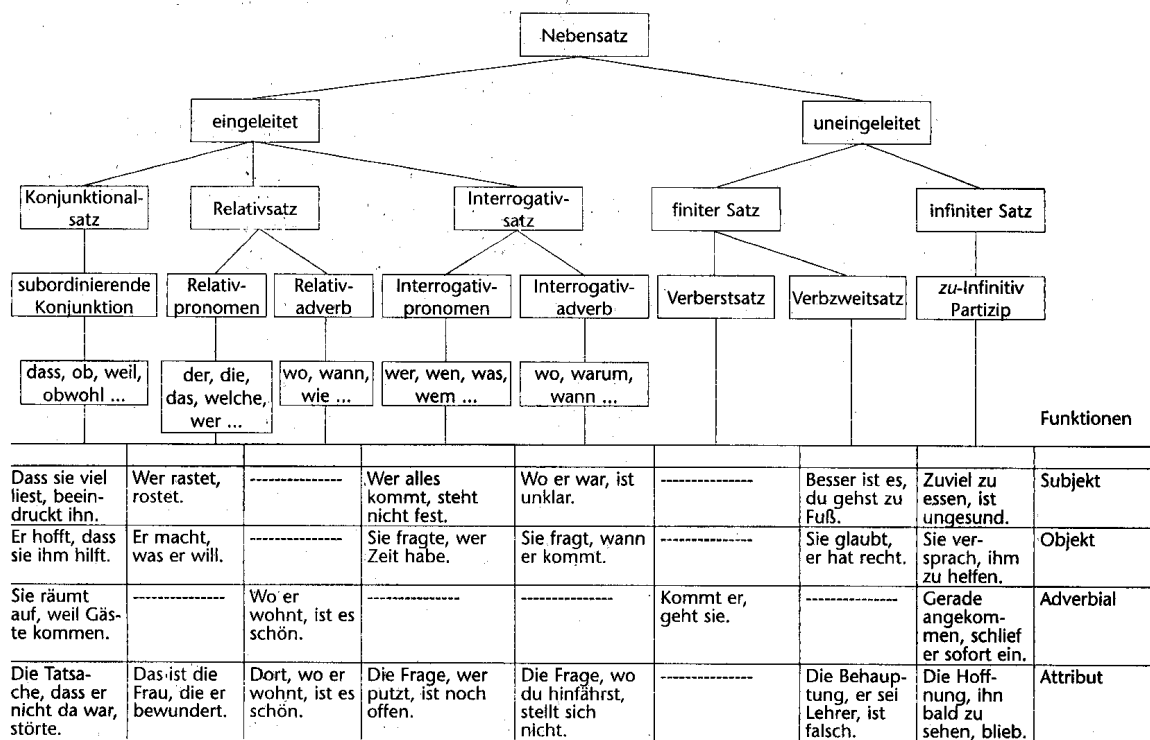 Nebensatz
eingeleitet
uneingeleitet
Konjunktional-
satz
Relativsatz
Interrogativ-
satz
finiter Satz
infiniter Satz
subordinierende
Konjunktion
Relativ-
pronomen
Relativ-
adverb
Interrogativ-
pronomen
Interrogativ-
adverb
Verberstsatz
Verbzweitsatz
zu-Infinitiv
Partizip
dass, ob, weil,
obwohl ...
der, die,
das, welche,
wer ...
wo, wann,
wie ...
wer, wen, was,
wem ...
wo, warum,
wann ...
Funktionen
Dass sie viel
liest, beein-
druckt ihn.
Wer rastet,
rostet.
---------------
Wer alles
kommt, steht
nicht fest.
Wo er war, ist
unklar.
---------------
Besser ist es,
du gehst zu
Fuß.
Zuviel zu
essen, ist
ungesund.
Subjekt
Er hofft, dass
sie ihm hilft.
Er macht,
was er will.
---------------
Sie fragte, wer
Zeit habe.
Sie fragt, wann
er kommt.
---------------
Sie glaubt,
er hat recht.
Sie ver-
sprach, ihm
zu helfen.
Objekt
Sie räumt
auf, weil Gäs-
te kommen.
---------------
Wo er
wohnt, ist es
schön.
---------------
---------------
Kommt er,
geht sie.
---------------
Gerade
angekom-
men, schlief
er sofort ein.
Adverbial
Die Tatsa-
che, dass er
nicht da war,
störte.
Das ist die
Frau, die er
bewundert.
Dort, wo er
wohnt, ist es
schön.
Die Frage, wer
putzt, ist noch
offen.
Die Frage, wo
du hinfährst,
stellt sich
nicht.
---------------
Die Behaup-
tung, er sei
Lehrer, ist
falsch.
Die Hoff-
nung, ihn
bald zu
sehen, blieb.
Attribut